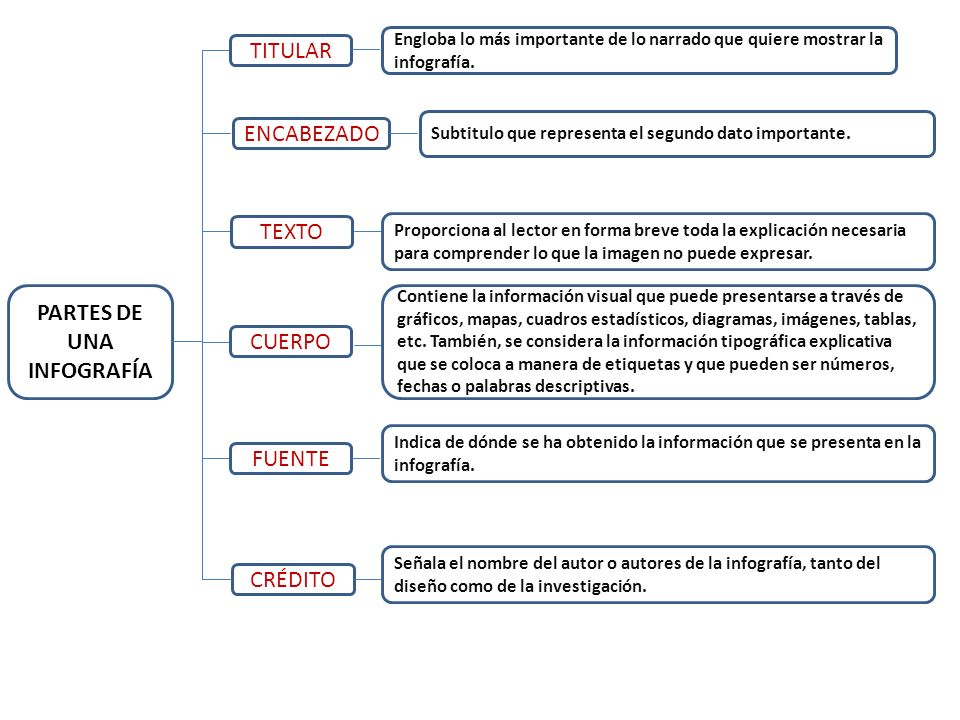 PARTES DE
UNA
INFOGRAFÍA
TITULAR
Engloba lo más importante de lo narrado que quiere mostrar la
infografía.
ENCABEZADO
Subtitulo que representa el segundo dato importante.
TEXTO
Proporciona al lector en forma breve toda la explicación necesaria
para comprender lo que la imagen no puede expresar.
CUERPO
Contiene la información visual que puede presentarse a través de
gráficos, mapas, cuadros estadísticos, diagramas, imágenes, tablas,
etc. También, se considera la información tipográfica explicativa
que se coloca a manera de etiquetas y que pueden ser números,
fechas o palabras descriptivas.
FUENTE
Indica de dónde se ha obtenido la información que se presenta en la
infografía.
CRÉDITO
Señala el nombre del autor o autores de la infografía, tanto del
diseño como de la investigación.